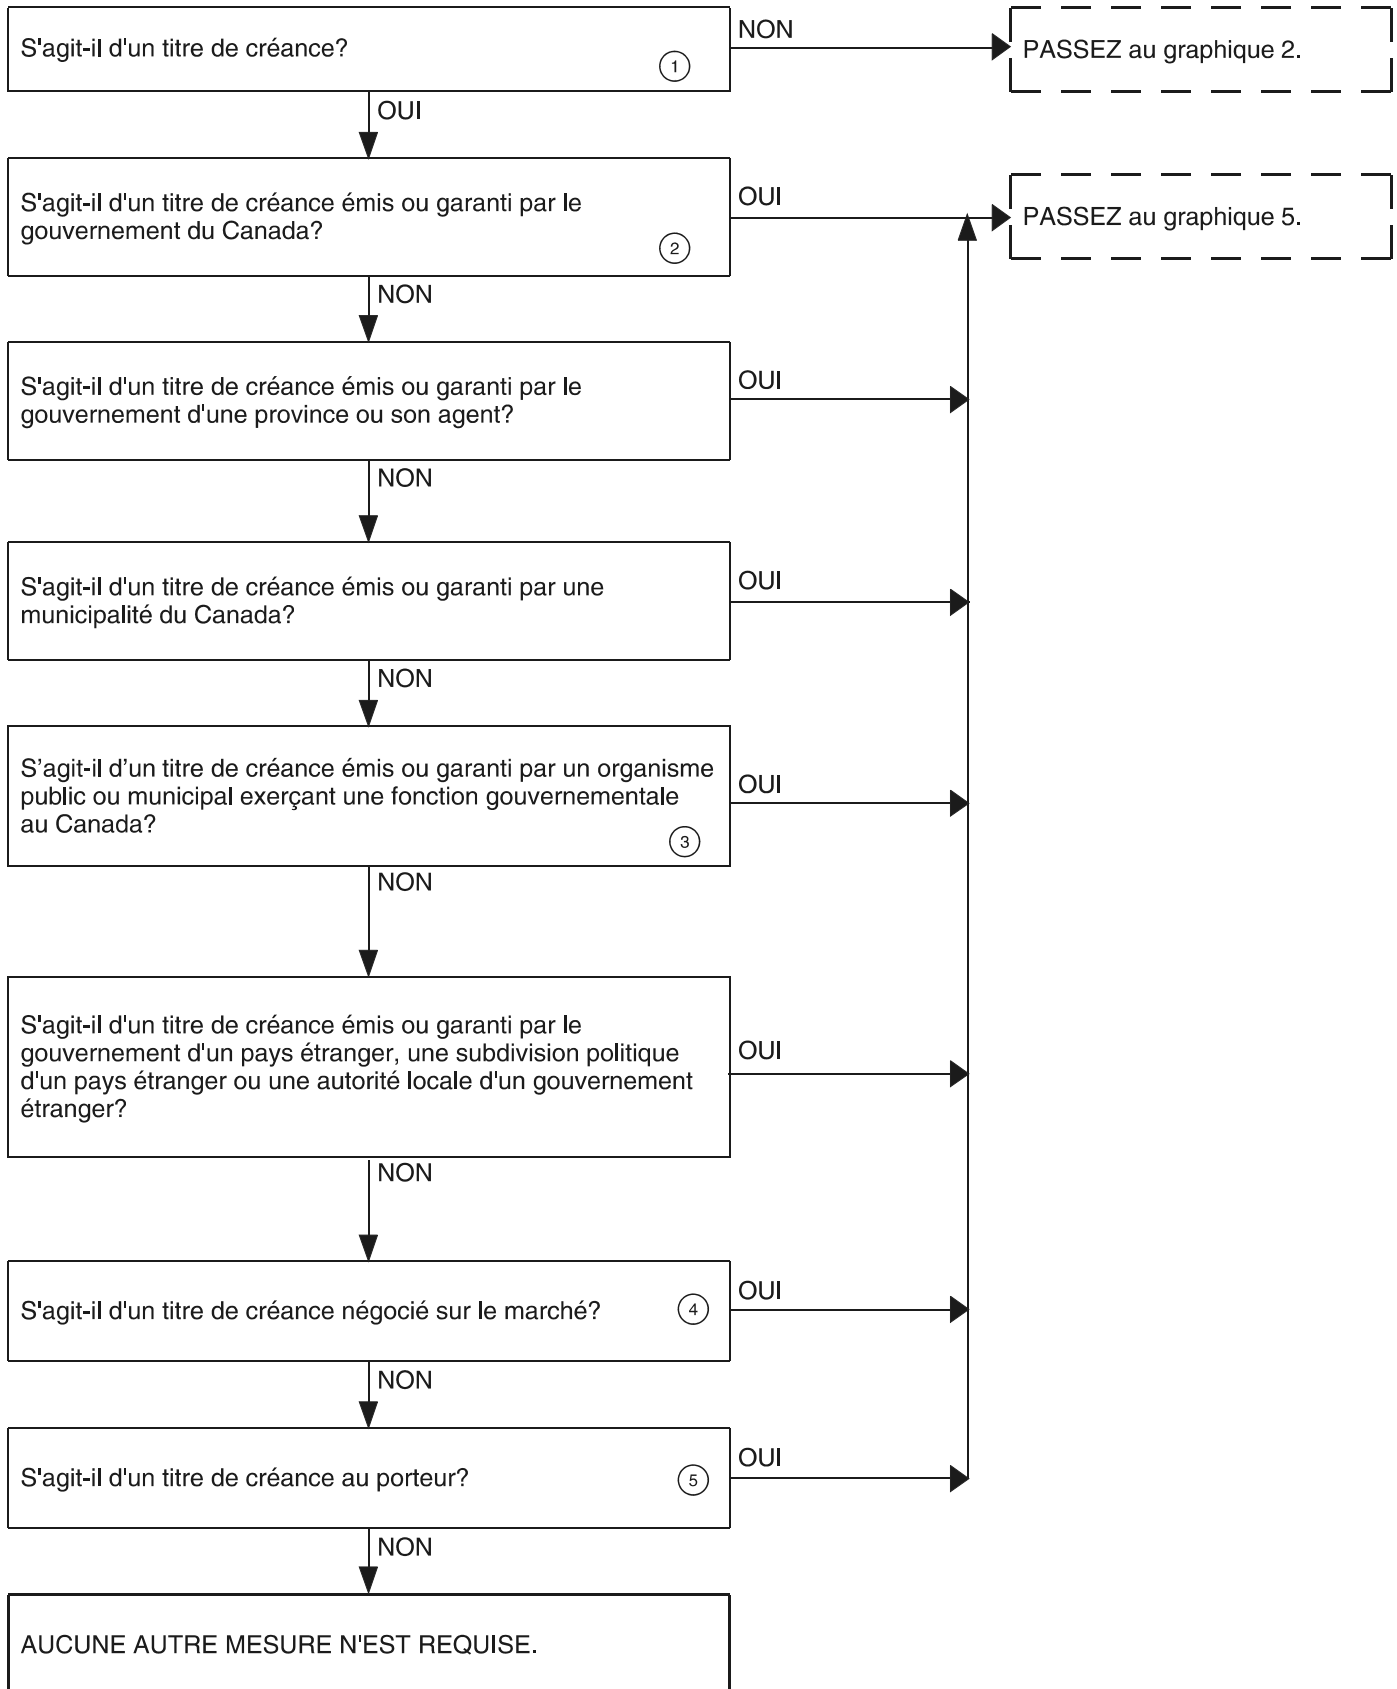 S'agit-il d'un titre de créance?
1
NON
PASSEZ au graphique 2.
OUI
S'agit-il d'un titre de créance émis ou garanti par le
gouvernement du Canada?
2
OUI
PASSEZ au graphique 5.
NON
S'agit-il d'un titre de créance émis ou garanti par le
gouvernement d'une province ou son agent?
OUI
NON
S'agit-il d'un titre de créance émis ou garanti par une
municipalité du Canada?
OUI
NON
S’agit-il d’un titre de créance émis ou garanti par un organisme
public ou municipal exerçant une fonction gouvernementale
au Canada?
3
OUI
NON
S'agit-il d'un titre de créance émis ou garanti par le
gouvernement d'un pays étranger, une subdivision politique
d'un pays étranger ou une autorité locale d'un gouvernement
étranger?
OUI
NON
S'agit-il d'un titre de créance négocié sur le marché?
4
OUI
NON
S'agit-il d'un titre de créance au porteur?
5
OUI
NON
AUCUNE AUTRE MESURE N'EST REQUISE.